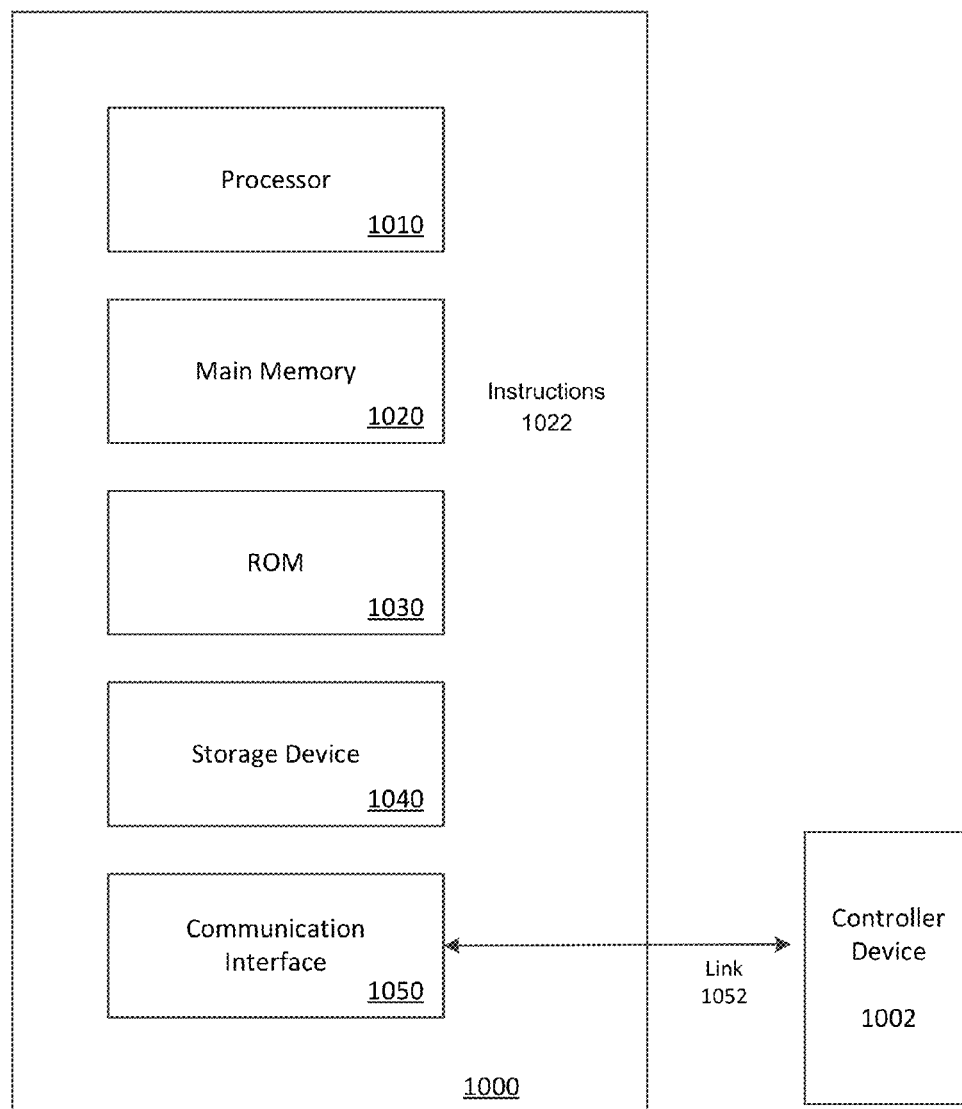 Processor
1010
Main Memory
1020
Instructions
1022
ROM
1030
Storage Device
1040
Communication
Interface
1050
Link
1052
Controller
Device
1002
1000